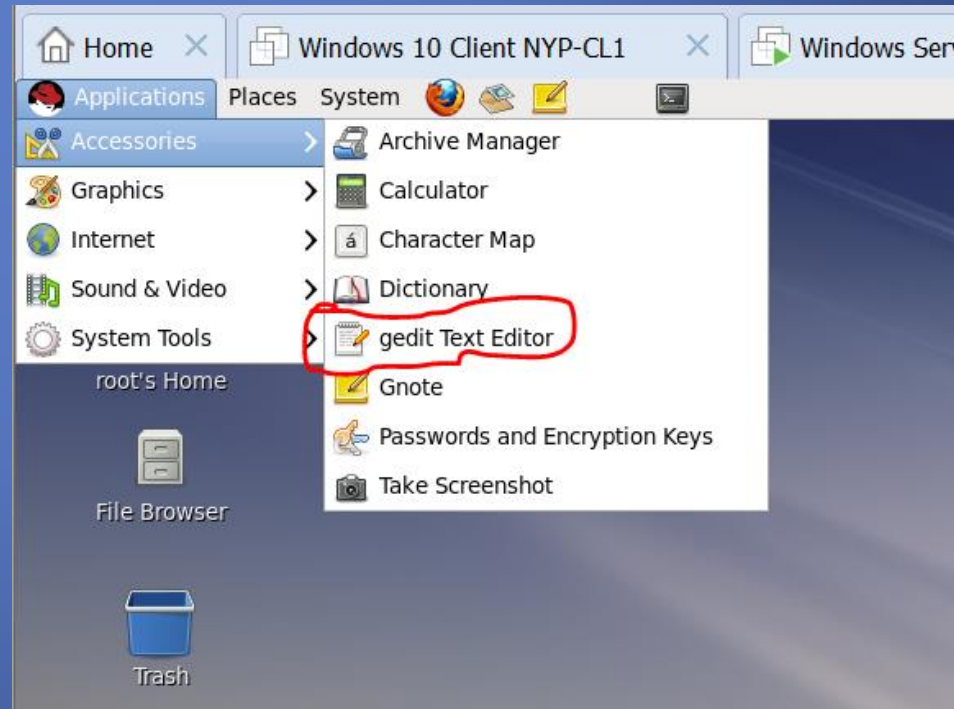 Home
Windows 10 Client NYP-CL1
Windows Ser
Applications Places System
Accessories
Graphics
Internet
Sound & Video
System Tools
Archive Manager
Calculator
á Character Map
Dictionary
gedit Text Editor
Gnote
Passwords and Encryption Keys
Take Screenshot
root's Home
File Browser
Trash